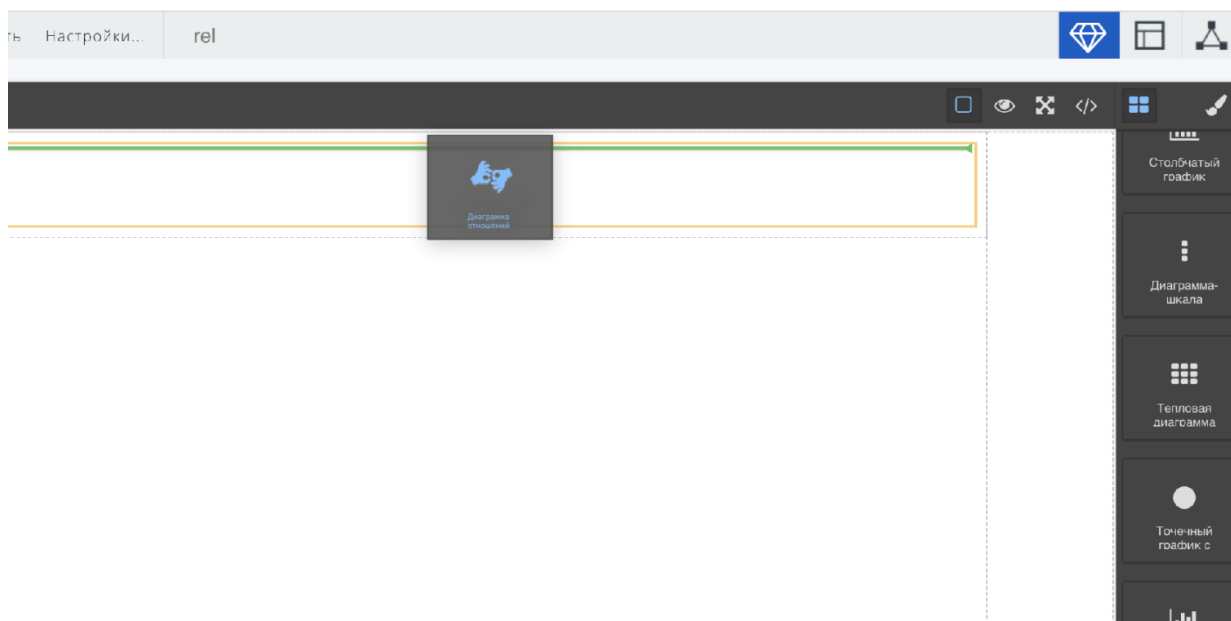 ть Настройки... rel
Столбчатый
график
Диаграмма
отношений
Диаграмма-
шкала
Тепловая
диаграмма
Точечный
график с